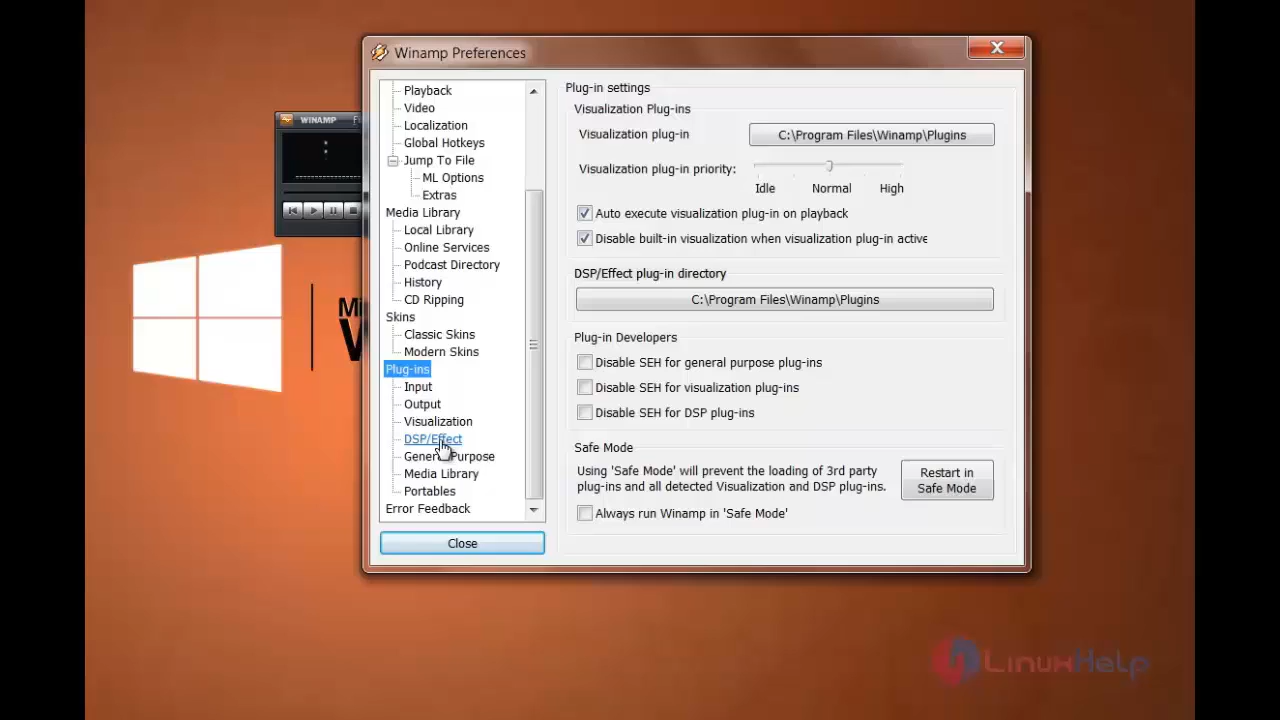 Winamp Preferences
WINAMP
Playback
Video
Localization
Global Hotkeys
Jump To File
ML Options
Extras
Media Library
Local Library
Online Services
Podcast Directory
History
CD Ripping
Skins
Classic Skins
Modern Skins
Plug-ins
Input
Output
Visualization
DSP/Effect
General Purpose
Media Library
Portables
Error Feedback
Close
Plug-in settings
Visualization Plug-ins
Visualization plug-in
C:\Program Files\Winamp\Plugins
Visualization plug-in priority:
Idle Normal High
Auto execute visualization plug-in on playback
Disable built-in visualization when visualization plug-in active
DSP/Effect plug-in directory
C:\Program Files\Winamp\Plugins
Plug-in Developers
Disable SEH for general purpose plug-ins
Disable SEH for visualization plug-ins
Disable SEH for DSP plug-ins
Safe Mode
Using 'Safe Mode' will prevent the loading of 3rd party
plug-ins and all detected Visualization and DSP plug-ins.
Restart in
Safe Mode
Always run Winamp in 'Safe Mode'
LinuxHelp